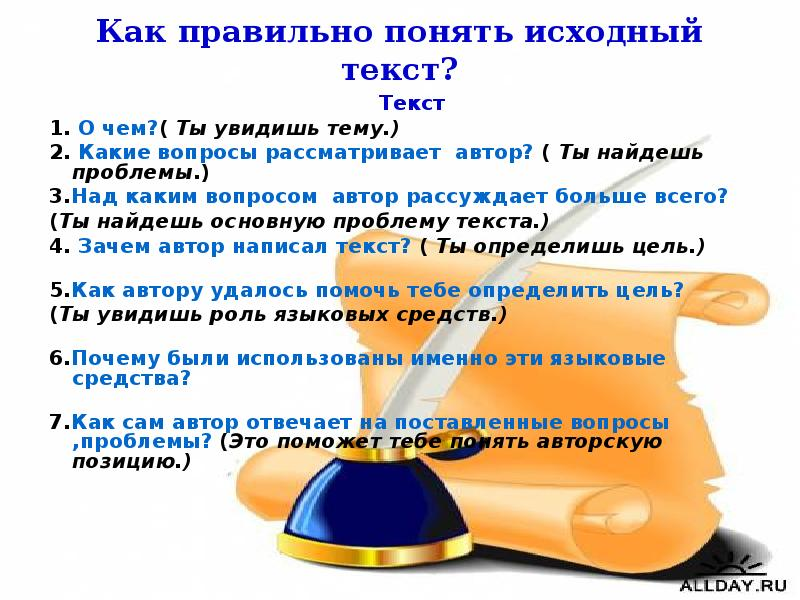 Как правильно понять исходный
текст?
Текст
1. О чем?( Ты увидишь тему.)
2. Какие вопросы рассматривает автор? ( Ты найдешь
проблемы.)
3.Над каким вопросом автор рассуждает больше всего?
(Ты найдешь основную проблему текста.)
4. Зачем автор написал текст? ( Ты определишь цель.)
5.Как автору удалось помочь тебе определить цель?
(Ты увидишь роль языковых средств.)
6.Почему были использованы именно эти языковые
средства?
7.Как сам автор отвечает на поставленные вопросы
,проблемы? (Это поможет тебе понять авторскую
позицию.)
ALLDAY.RU